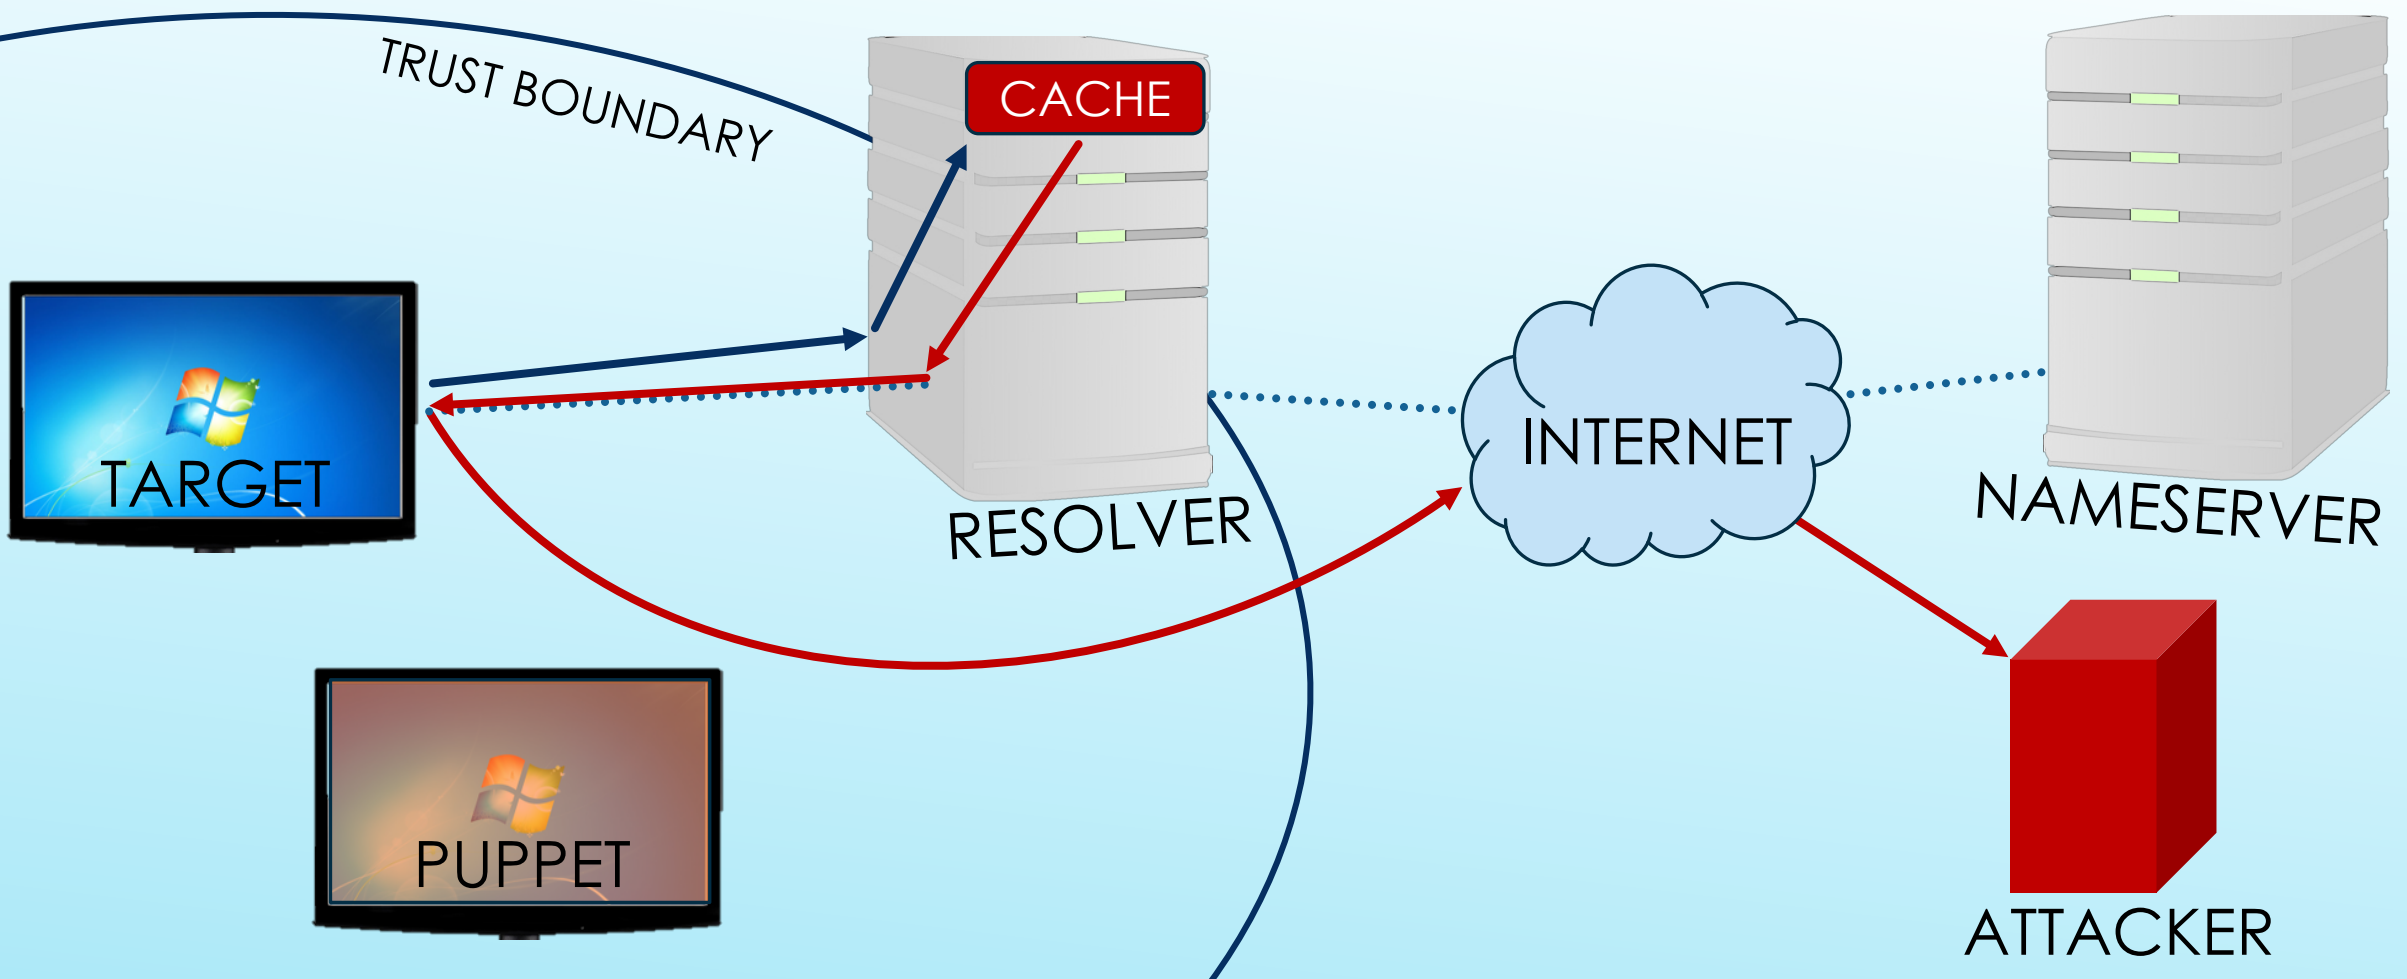 TRUST BOUNDARY
CACHE
TARGET
RESOLVER
INTERNET
NAMESERVER
PUPPET
ATTACKER